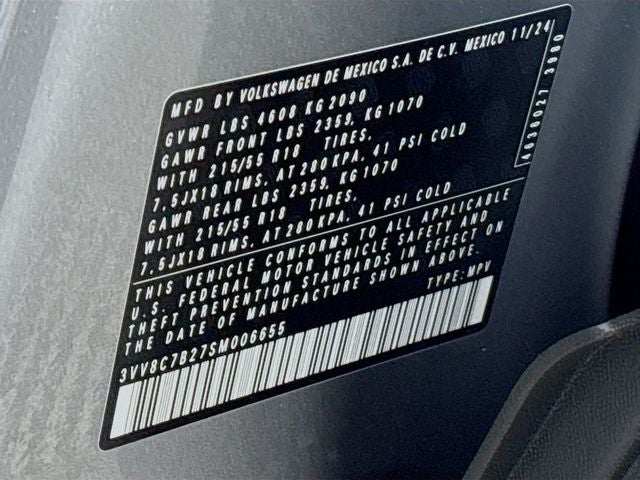 MFD BY VOLKSWAGEN DE MEXICO S.A. DE C.V. MEXICO 11/24
GVWR LBS 4608 KG 2090
GAWR FRONT LBS 2359, KG 1070
WITH 215/55 R18 TIRES,
7.5JX18 RIMS, AT 280 KPA, 41 PSI COLD
GAWR REAR LBS 2359, KG 1070
WITH 215/55 R18 TIRES,
7.5JX18 RIMS, AT 280 KPA, 41 PSI COLD
THIS VEHICLE CONFORMS TO ALL APPLICABLE
U.S. FEDERAL MOTOR VEHICLE SAFETY AND
THEFT PREVENTION STANDARDS IN EFFECT ON
THE DATE OF MANUFACTURE SHOWN ABOVE.
TYPE: MPV
3VV8C7B27SM006655
4636027 3980